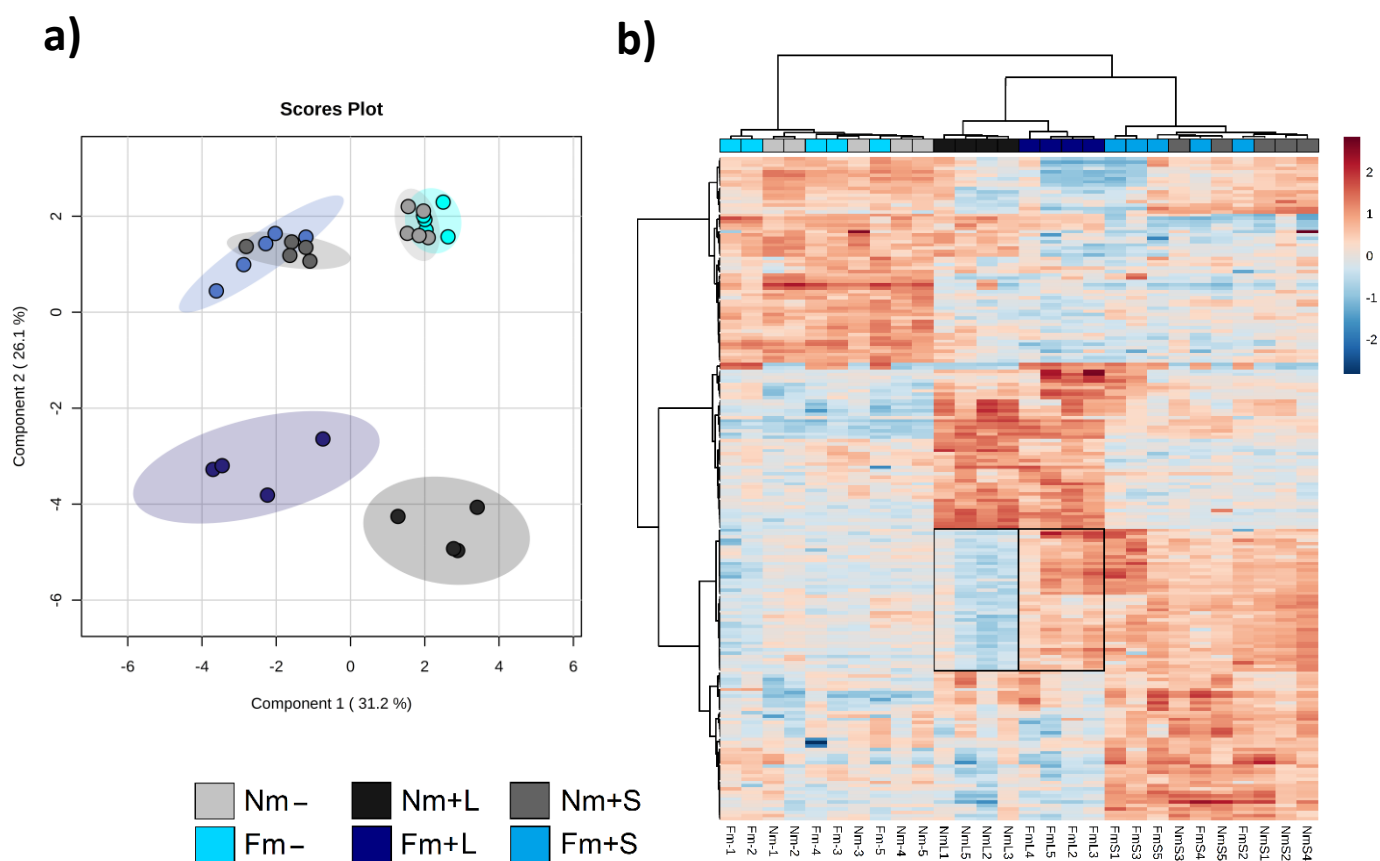 a)
Scores Plot
Component 2 ( 26.1 %)
2
0
-2
-4
-6
-6 -4 -2 0 2 4 6
Component 1 ( 31.2 %)
Nm– Nm+L Nm+S
Fm– Fm+L Fm+S
b)
2
1
0
-1
-2
Fm-1 Fm-2 Nm-1 Nm-2 Fm-4 Fm-3 Nm-3 Fm-5 Nm-4 Nm-5 NmL1 NmL5 NmL2 NmL3 FmL4 FmL5 FmL2 FmL3 FmS1 FmS3 FmS5 NmS3 FmS4 NmS5 FmS2 NmS1 NmS2 NmS4